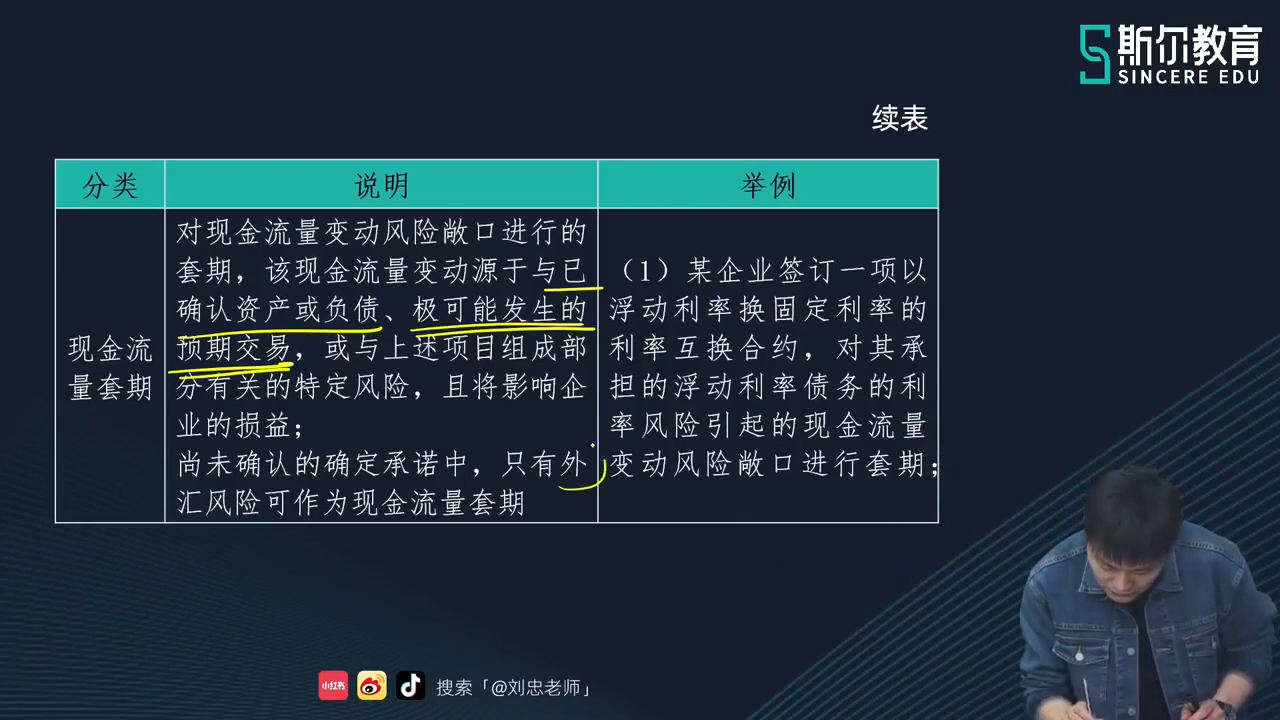 斯尔教育
SINCERE EDU
续表
分类
说明
举例
现金流
量套期
对现金流量变动风险敞口进行的
套期，该现金流量变动源于与已
确认资产或负债、极可能发生的
预期交易，或与上述项目组成部
分有关的特定风险，且将影响企
业的损益；
尚未确认的确定承诺中，只有外
汇风险可作为现金流量套期
（1）某企业签订一项以
浮动利率换固定利率的
利率互换合约，对其承
担的浮动利率债务的利
率风险引起的现金流量
变动风险敞口进行套期；
小红书
搜索「@刘忠老师」